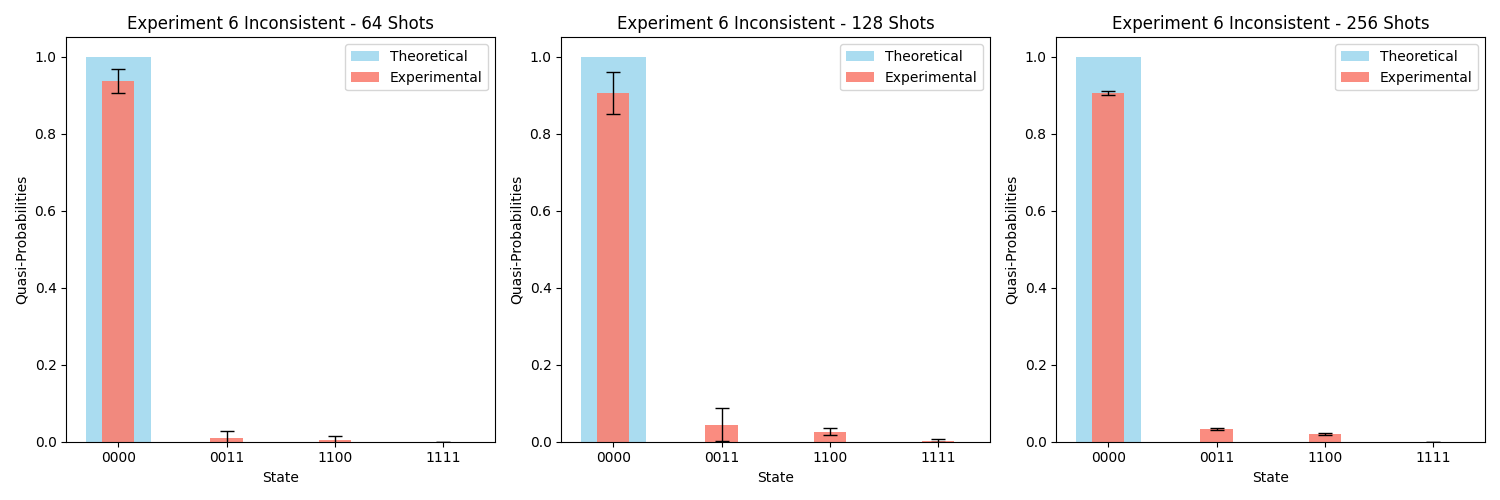 Experiment 6 Inconsistent - 64 Shots
Theoretical
Experimental
Quasi-Probabilities
1.0
0.8
0.6
0.4
0.2
0.0
0000 0011 1100 1111
State
Experiment 6 Inconsistent - 128 Shots
Theoretical
Experimental
Quasi-Probabilities
1.0
0.8
0.6
0.4
0.2
0.0
0000 0011 1100 1111
State
Experiment 6 Inconsistent - 256 Shots
Theoretical
Experimental
Quasi-Probabilities
1.0
0.8
0.6
0.4
0.2
0.0
0000 0011 1100 1111
State